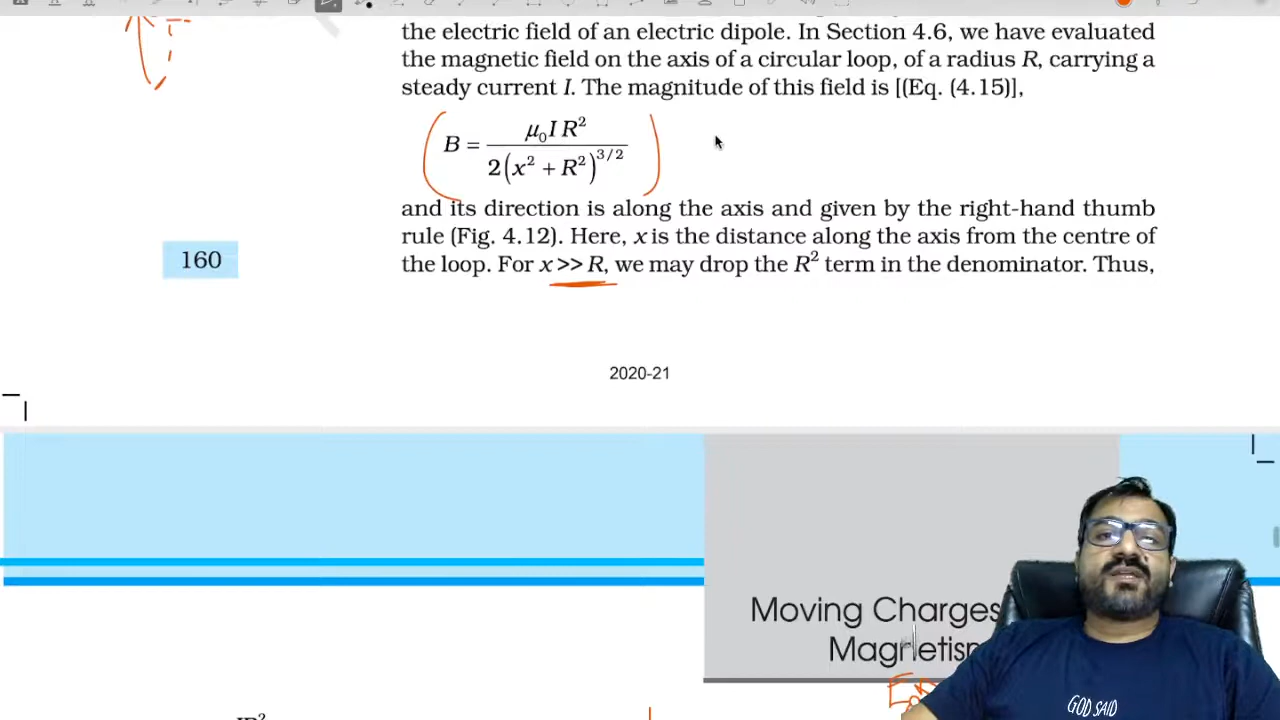 the electric field of an electric dipole. In Section 4.6, we have evaluated
the magnetic field on the axis of a circular loop, of a radius R, carrying a
steady current I. The magnitude of this field is [(Eq. (4.15)],
B = μ₀IR² / 2(x² + R²)^3/2
and its direction is along the axis and given by the right-hand thumb
rule (Fig. 4.12). Here, x is the distance along the axis from the centre of
160
the loop. For x >> R, we may drop the R² term in the denominator. Thus,
2020-21
Moving Charges
GOD SAID